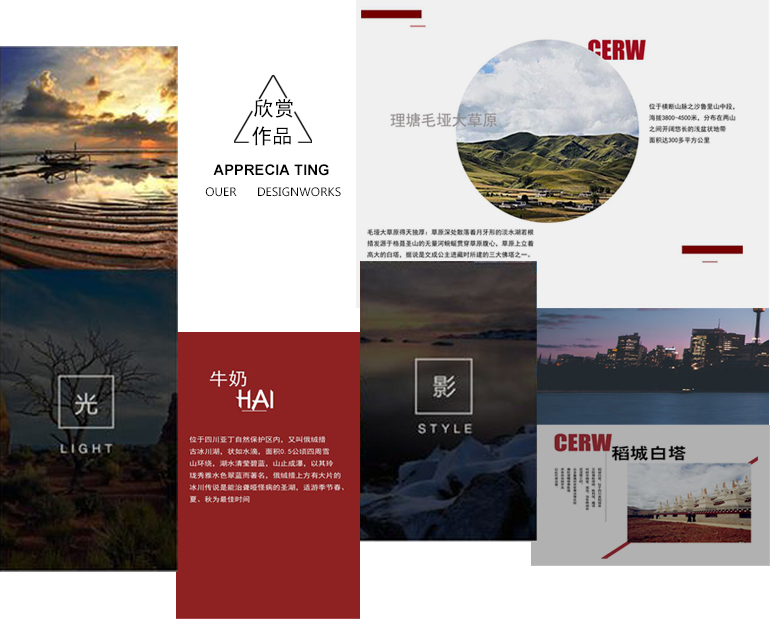 欣赏
作品
APPRECIA TING
OUER DESIGNWORKS
CERW
理塘毛垭大草原
位于横断山脉之沙鲁里山中段,
海拔3800-4500米, 分布在两山
之间开阔悠长的浅盆状地带
面积达300多平方公里
毛垭大草原得天独厚: 草原深处散落着月牙形的淡水湖若根
措发源于格聂圣山的无量河蜿蜒贯穿草原腹心, 草原上立着
高大的白塔, 据说是文成公主进藏时所建的三大佛塔之一。
光
LIGHT
牛奶
HAI
位于四川亚丁自然保护区内, 又叫俄绒措
古冰川湖, 状如水滴, 面积0.5公顷四周雪
山环绕, 湖水清莹碧蓝, 山止成瀑, 以其玲
珑秀雅水色翠蓝而著名, 俄绒措上方有大片的
冰川传说是能治聋哑怪病的圣湖, 适游季节春、
夏、秋为最佳时间
影
STYLE
CERW
稻城白塔